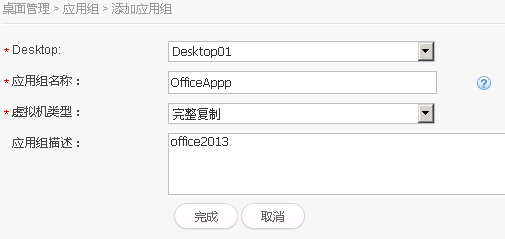 桌面管理 > 应用组 > 添加应用组
* Desktop: Desktop01
* 应用组名称： OfficeAppp
* 虚拟机类型： 完整复制
应用组描述： office2013
完成 取消